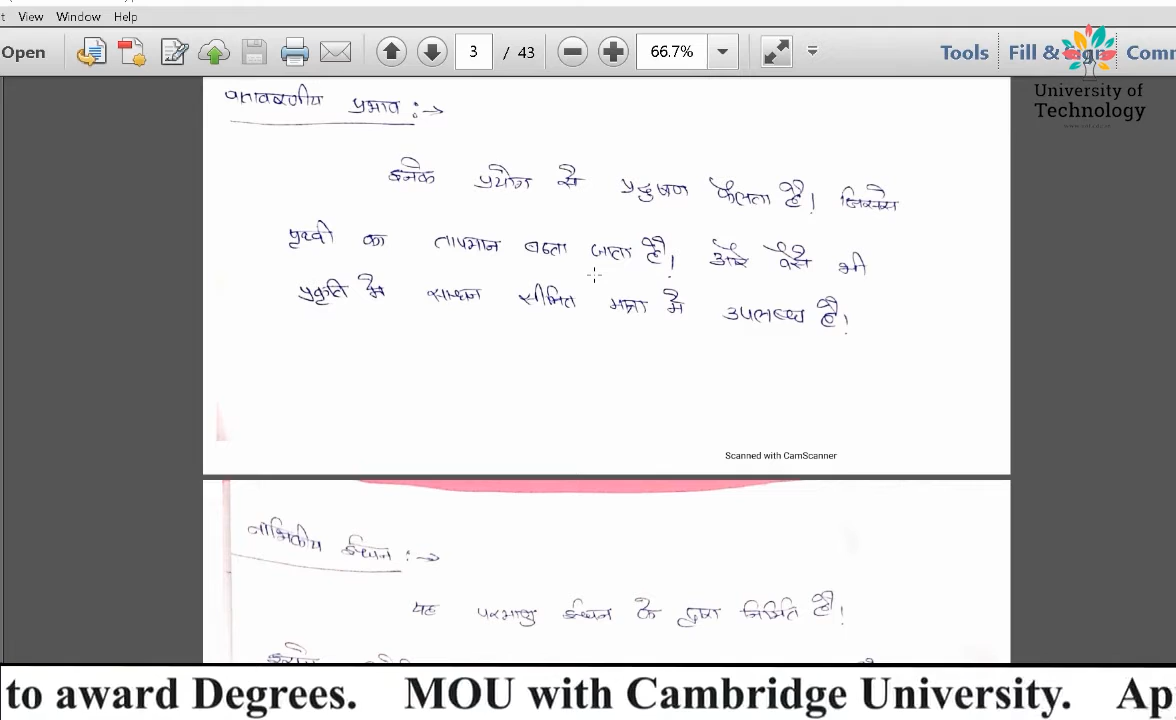 t View Window Help
Open 3 / 43 66.7% Tools Fill & Sign Comm
University of
Technology
वातावरणीय प्रभाव :→
इनके प्रयोग से प्रदुषण फैलता है। जिससे
पृथ्वी का तापमान बढता जाता है। और वैसे भी
प्रकृति मे साधन सीमित मात्रा मे उपलब्ध है।
Scanned with CamScanner
नाभिकीय ईंधन :→
यह परमाणु ईंधन के द्वारा निर्मित है।
to award Degrees. MOU with Cambridge University. Ap